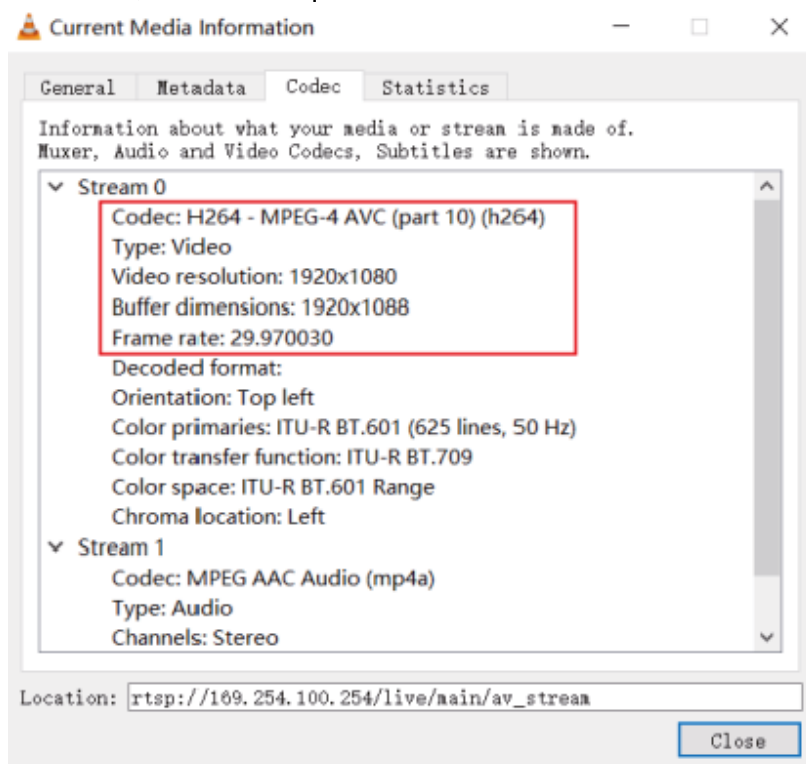 Current Media Information
General Metadata Codec Statistics
Information about what your media or stream is made of.
Muxer, Audio and Video Codecs, Subtitles are shown.
Stream 0
Codec: H264 - MPEG-4 AVC (part 10) (h264)
Type: Video
Video resolution: 1920x1080
Buffer dimensions: 1920x1088
Frame rate: 29.970030
Decoded format:
Orientation: Top left
Color primaries: ITU-R BT.601 (625 lines, 50 Hz)
Color transfer function: ITU-R BT.709
Color space: ITU-R BT.601 Range
Chroma location: Left
Stream 1
Codec: MPEG AAC Audio (mp4a)
Type: Audio
Channels: Stereo
Location: rtsp://169.254.100.254/live/main/av_stream
Close